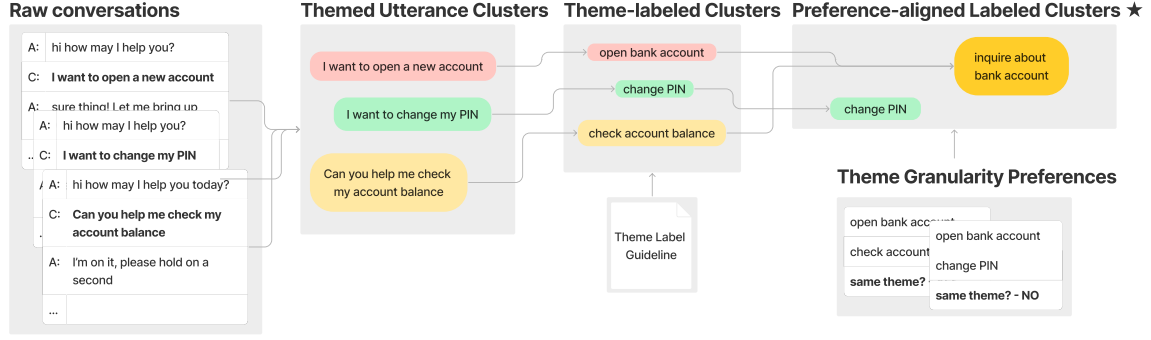 Raw conversations
A: hi how may I help you?
C: I want to open a new account
A: sure thing! Let me bring up
..
A: hi how may I help you?
C: I want to change my PIN
A: hi how may I help you today?
C: Can you help me check my
account balance
A: I'm on it, please hold on a
second
...
Themed Utterance Clusters
I want to open a new account
I want to change my PIN
Can you help me check
my account balance
Theme-labeled Clusters
open bank account
change PIN
check account balance
Theme Label
Guideline
Preference-aligned Labeled Clusters ★
inquire about
bank account
change PIN
Theme Granularity Preferences
open bank account
check account
same theme? -
open bank account
change PIN
same theme? - NO